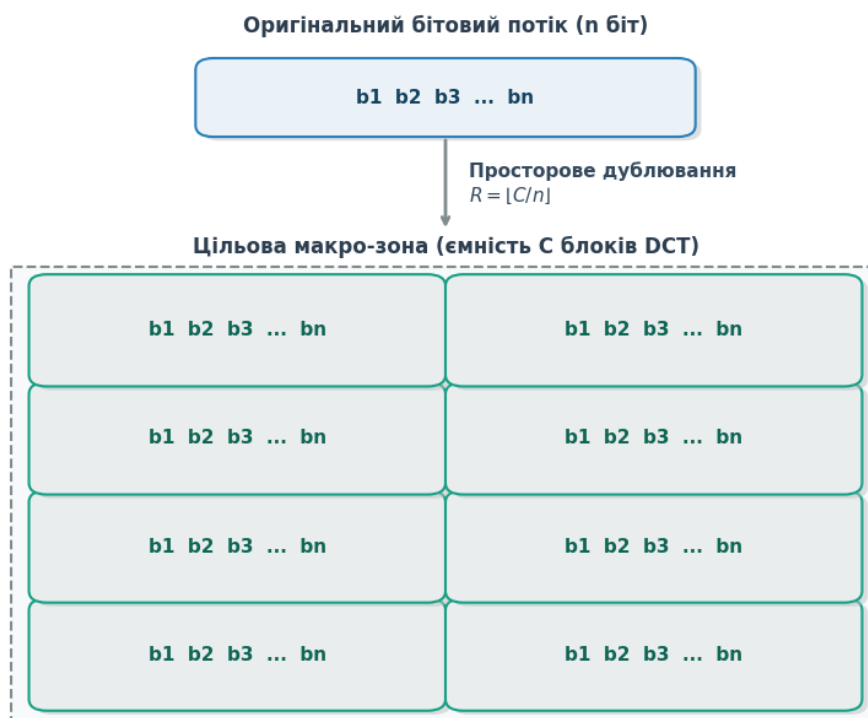 Оригінальний бітовий потік (n біт)
b1 b2 b3 ... bn
Просторове дублювання
R = ⌊C/n⌋
Цільова макро-зона (ємність C блоків DCT)
b1 b2 b3 ... bn b1 b2 b3 ... bn
b1 b2 b3 ... bn b1 b2 b3 ... bn
b1 b2 b3 ... bn b1 b2 b3 ... bn
b1 b2 b3 ... bn b1 b2 b3 ... bn